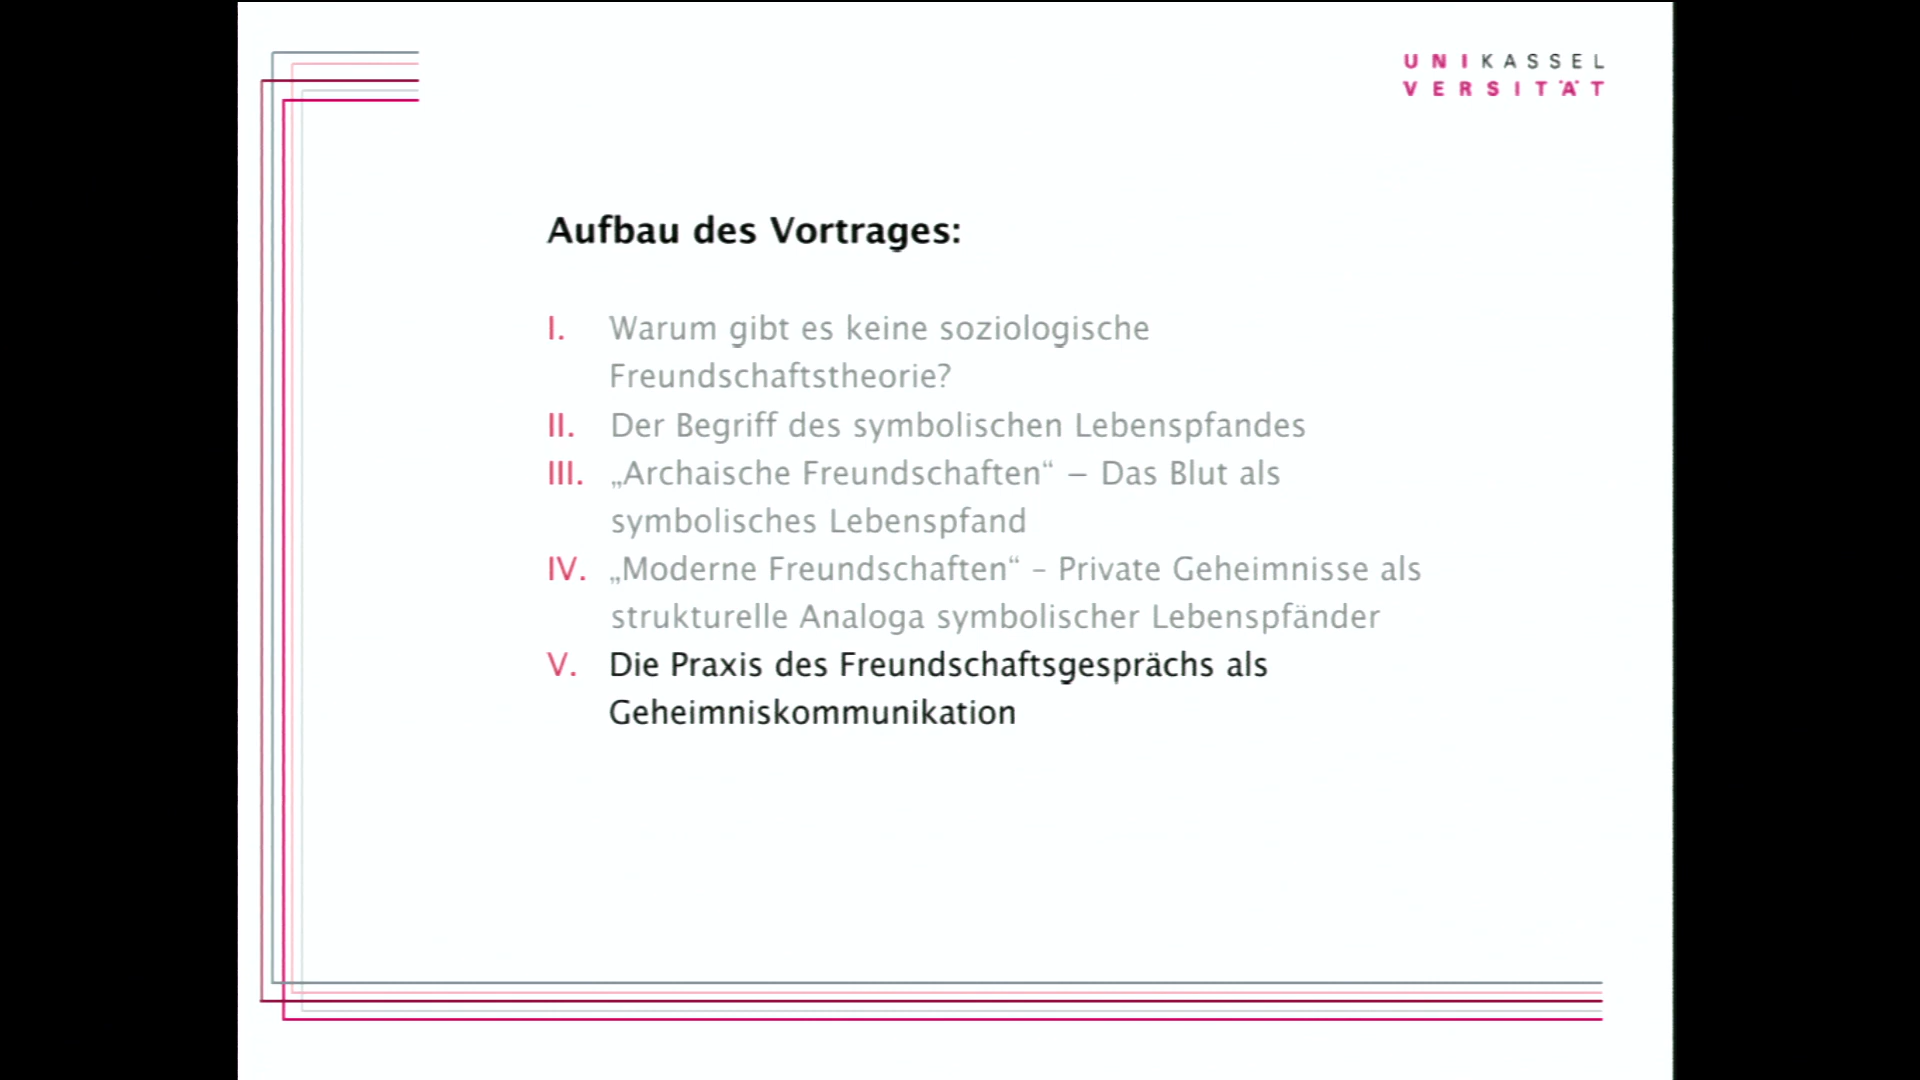 UNIKASSEL
VERSITÄT
Aufbau des Vortrages:
I. Warum gibt es keine soziologische
Freundschaftstheorie?
II. Der Begriff des symbolischen Lebenspfandes
III. „Archaische Freundschaften“ – Das Blut als
symbolisches Lebenspfand
IV. „Moderne Freundschaften“ – Private Geheimnisse als
strukturelle Analoga symbolischer Lebenspfänder
V. Die Praxis des Freundschaftsgesprächs als
Geheimniskommunikation